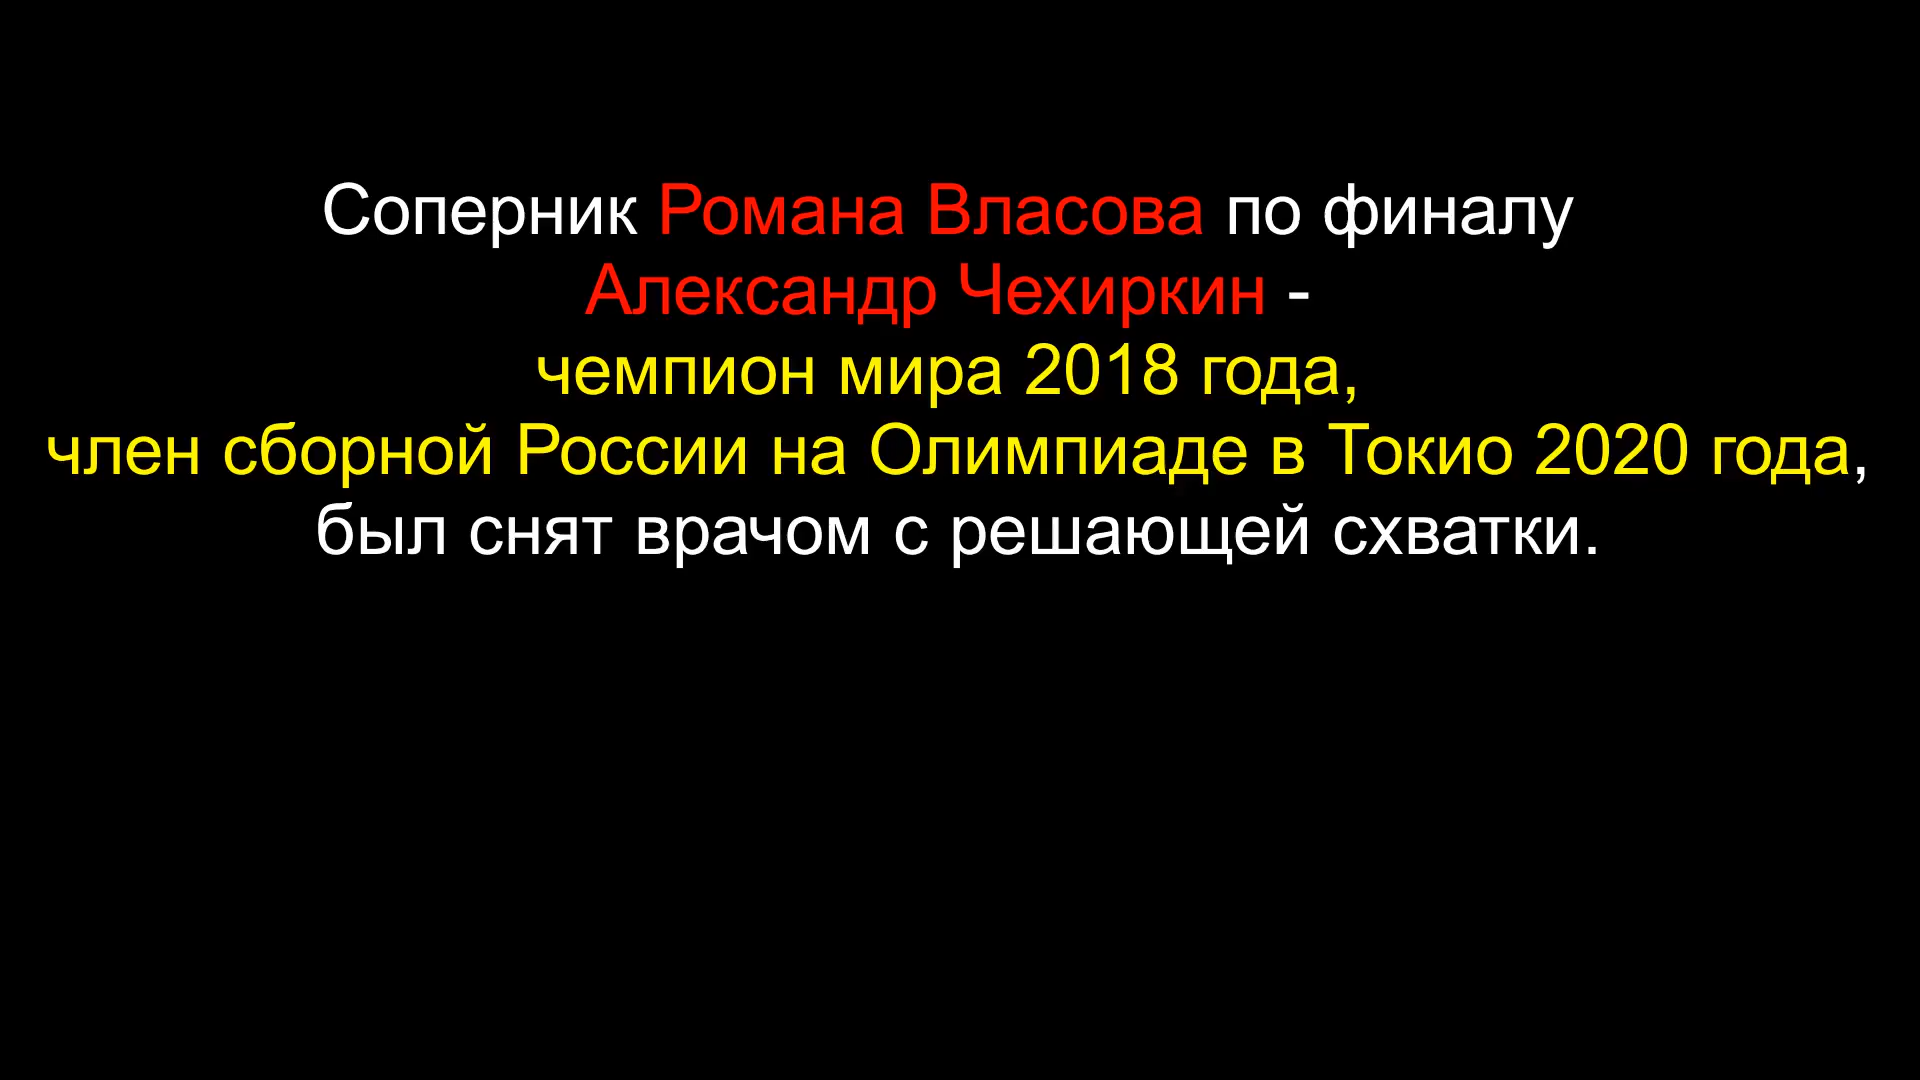 Соперник Романа Власова по финалу
Александр Чехиркин -
чемпион мира 2018 года,
член сборной России на Олимпиаде в Токио 2020 года,
был снят врачом с решающей схватки.